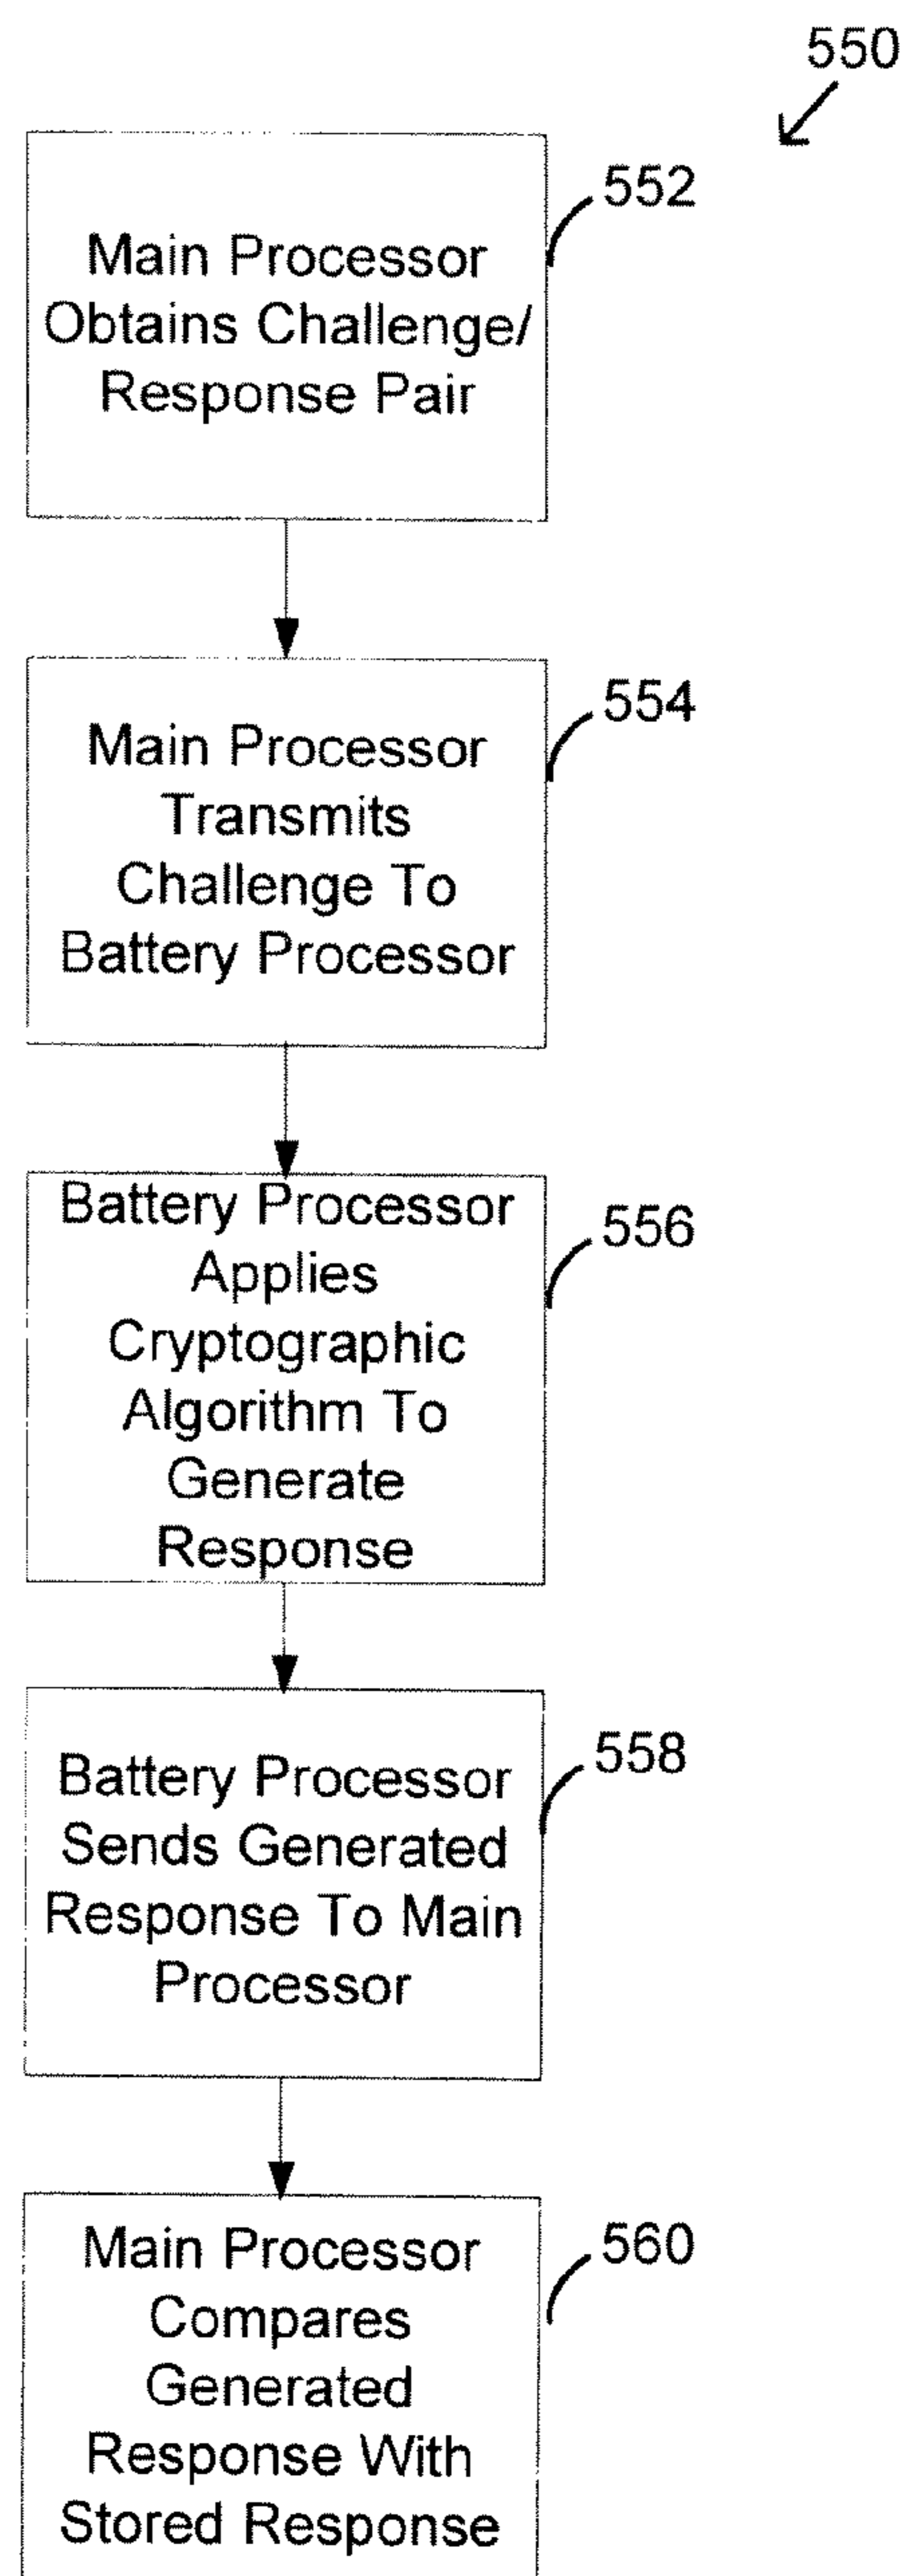 550
552
Main Processor
Obtains Challenge/
Response Pair
554
Main Processor
Transmits
Challenge To
Battery Processor
556
Battery Processor
Applies
Cryptographic
Algorithm To
Generate
Response
558
Battery Processor
Sends Generated
Response To Main
Processor
560
Main Processor
Compares
Generated
Response With
Stored Response